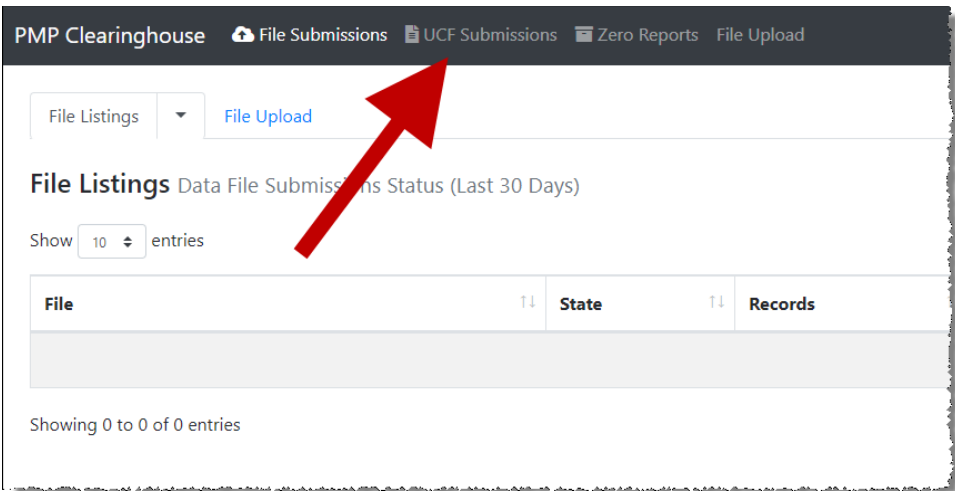 PMP Clearinghouse File Submissions UCF Submissions Zero Reports File Upload
File Listings File Upload
File Listings Data File Submissions Status (Last 30 Days)
Show 10 entries
File State Records
Showing 0 to 0 of 0 entries